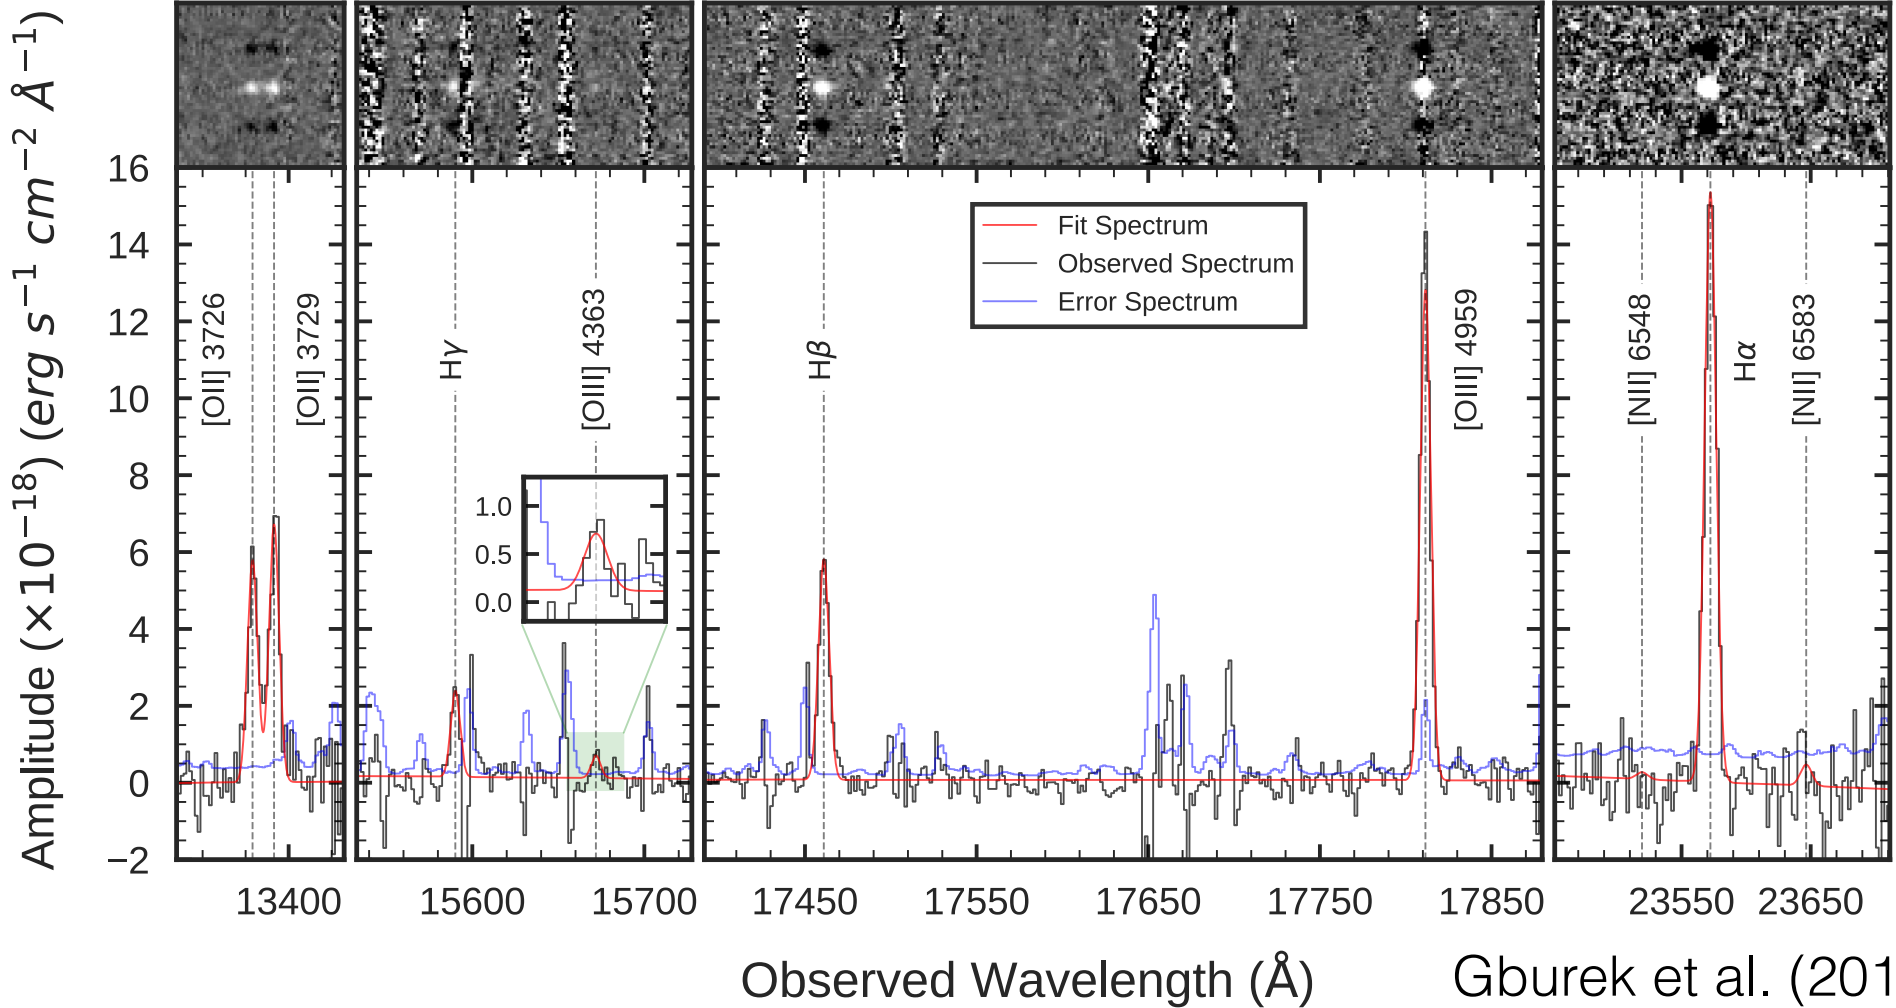 Amplitude (×10−18) (erg s−1 cm−2 Å−1)
16
14
12
10
8
6
4
2
0
−2
[OII] 3726
[OII] 3729
Hγ
[OIII] 4363
1.0
0.5
0.0
Hβ
Fit Spectrum
Observed Spectrum
Error Spectrum
[OIII] 4959
[NII] 6548
Hα
[NII] 6583
13400 15600 15700 17450 17550 17650 17750 17850 23550 23650
Observed Wavelength (Å)
Gburek et al. (201